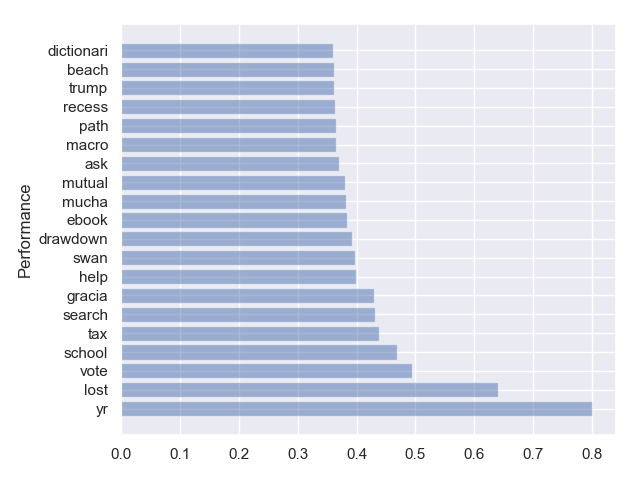 dictionari
beach
trump
recess
path
macro
ask
mutual
mucha
ebook
drawdown
swan
help
gracia
search
tax
school
vote
lost
yr
Performance
0.0 0.1 0.2 0.3 0.4 0.5 0.6 0.7 0.8